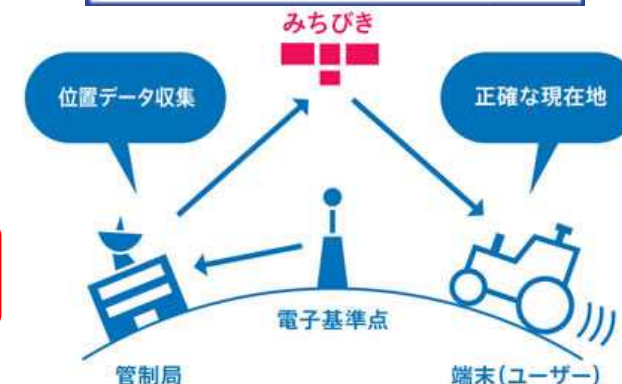 みちびき
位置データ収集
正確な現在地
電子基準点
管制局
端末(ユーザー)